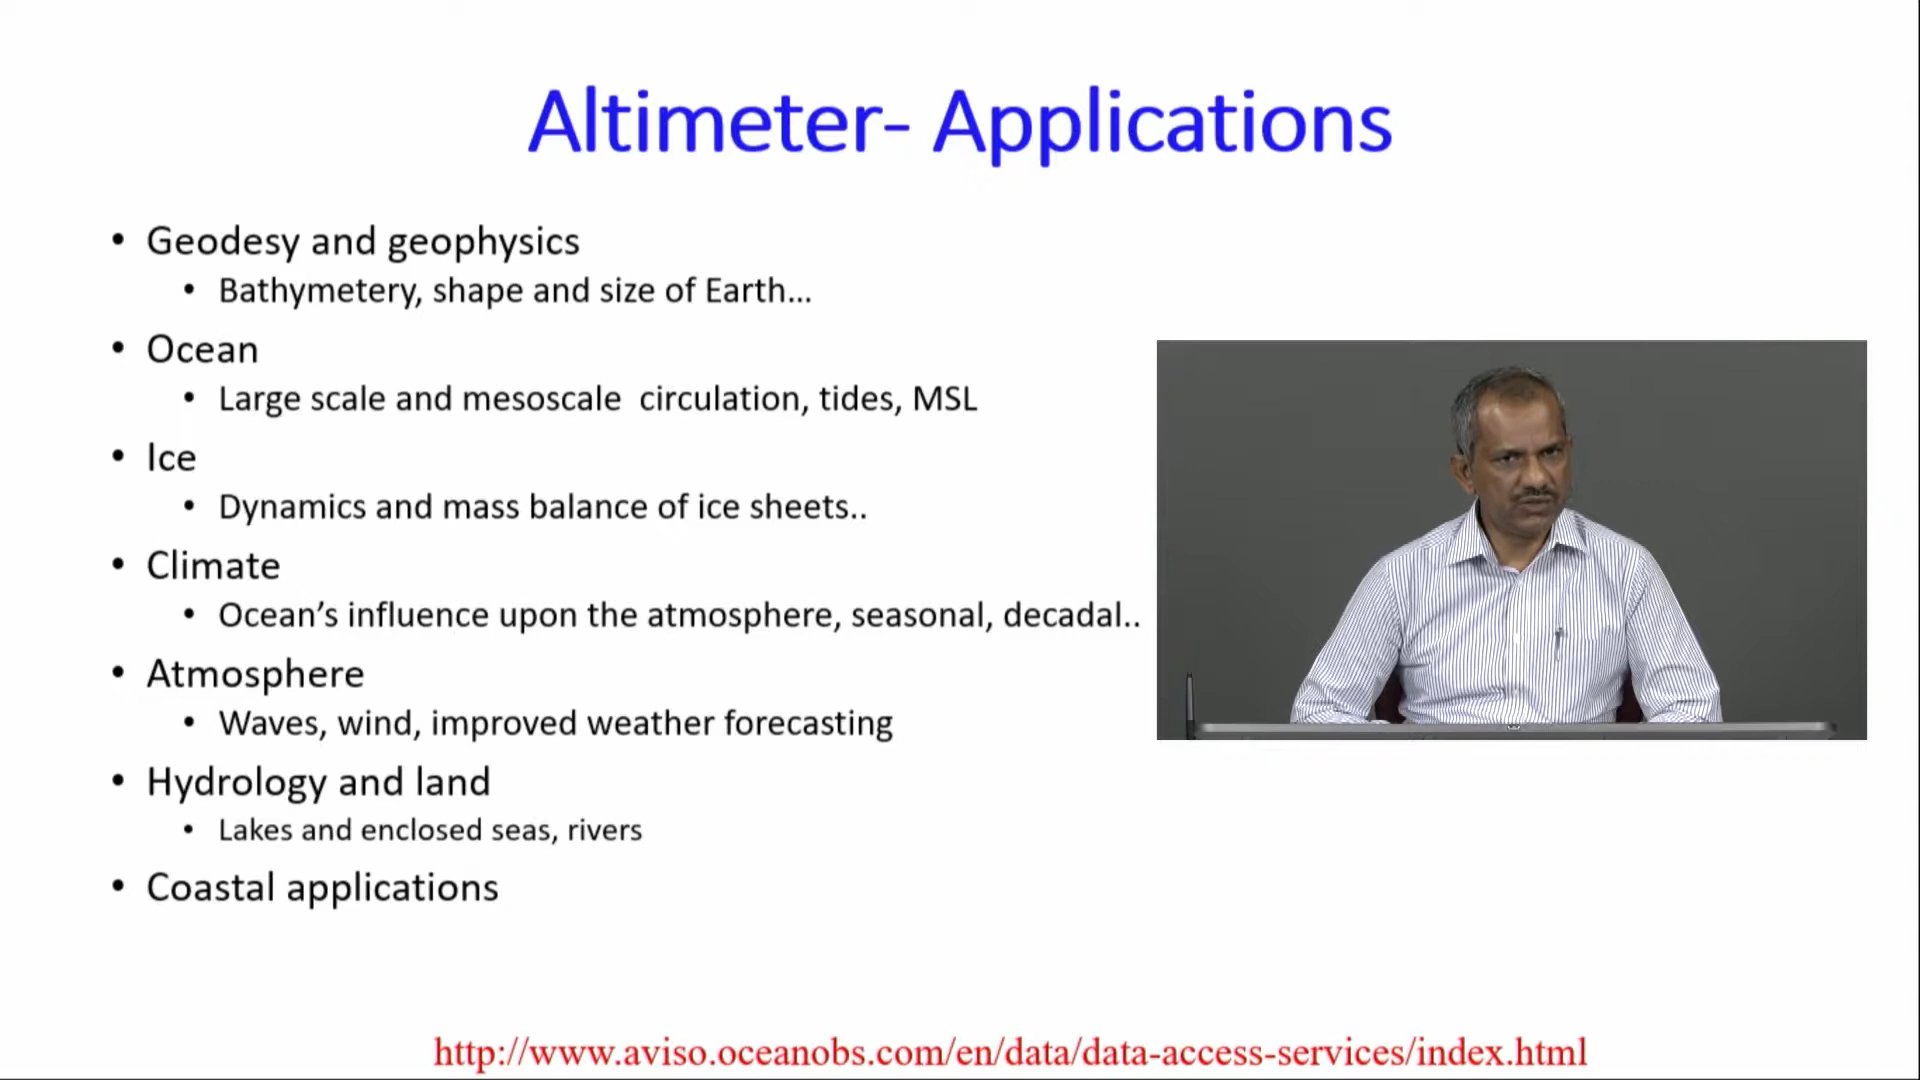 Altimeter- Applications
• Geodesy and geophysics
• Bathymetery, shape and size of Earth...
• Ocean
• Large scale and mesoscale circulation, tides, MSL
• Ice
• Dynamics and mass balance of ice sheets..
• Climate
• Ocean’s influence upon the atmosphere, seasonal, decadal..
• Atmosphere
• Waves, wind, improved weather forecasting
• Hydrology and land
• Lakes and enclosed seas, rivers
• Coastal applications
http://www.aviso.oceanobs.com/en/data/data-access-services/index.html